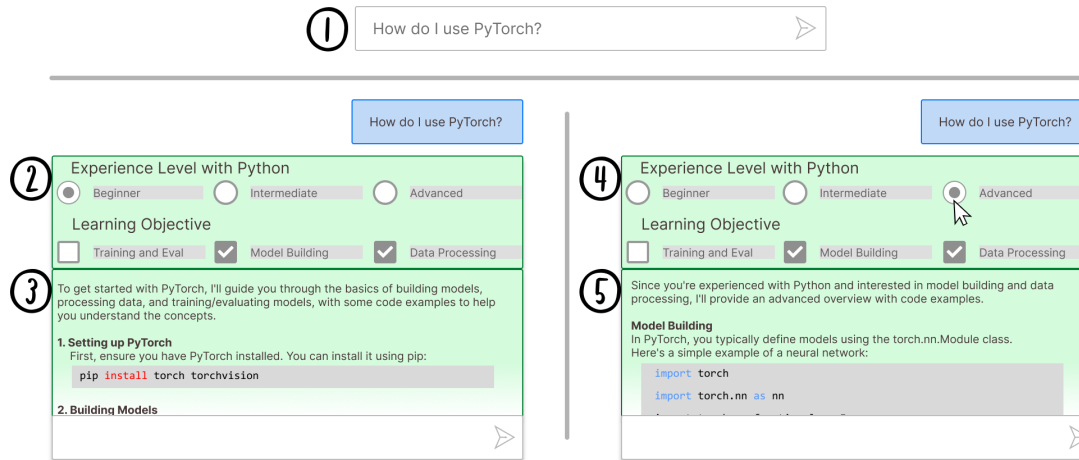 1
How do I use PyTorch?
How do I use PyTorch?
2
Experience Level with Python
Beginner Intermediate Advanced
Learning Objective
Training and Eval Model Building Data Processing
3
To get started with PyTorch, I'll guide you through the basics of building models,
processing data, and training/evaluating models, with some code examples to help
you understand the concepts.
1. Setting up PyTorch
First, ensure you have PyTorch installed. You can install it using pip:
pip install torch torchvision
2. Building Models
How do I use PyTorch?
4
Experience Level with Python
Beginner Intermediate Advanced
Learning Objective
Training and Eval Model Building Data Processing
5
Since you're experienced with Python and interested in model building and data
processing, I'll provide an advanced overview with code examples.
Model Building
In PyTorch, you typically define models using the torch.nn.Module class.
Here's a simple example of a neural network:
import torch
import torch.nn as nn